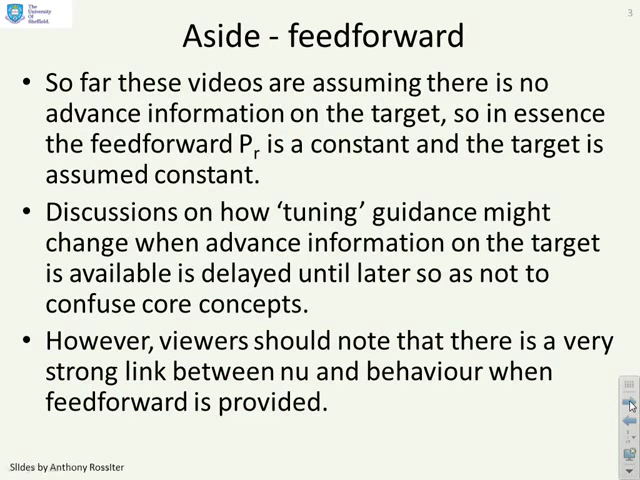 The
University
Of
Sheffield.
3
Aside - feedforward
• So far these videos are assuming there is no
advance information on the target, so in essence
the feedforward Pr is a constant and the target is
assumed constant.
• Discussions on how ‘tuning’ guidance might
change when advance information on the target
is available is delayed until later so as not to
confuse core concepts.
• However, viewers should note that there is a very
strong link between nu and behaviour when
feedforward is provided.
Slides by Anthony Rossiter